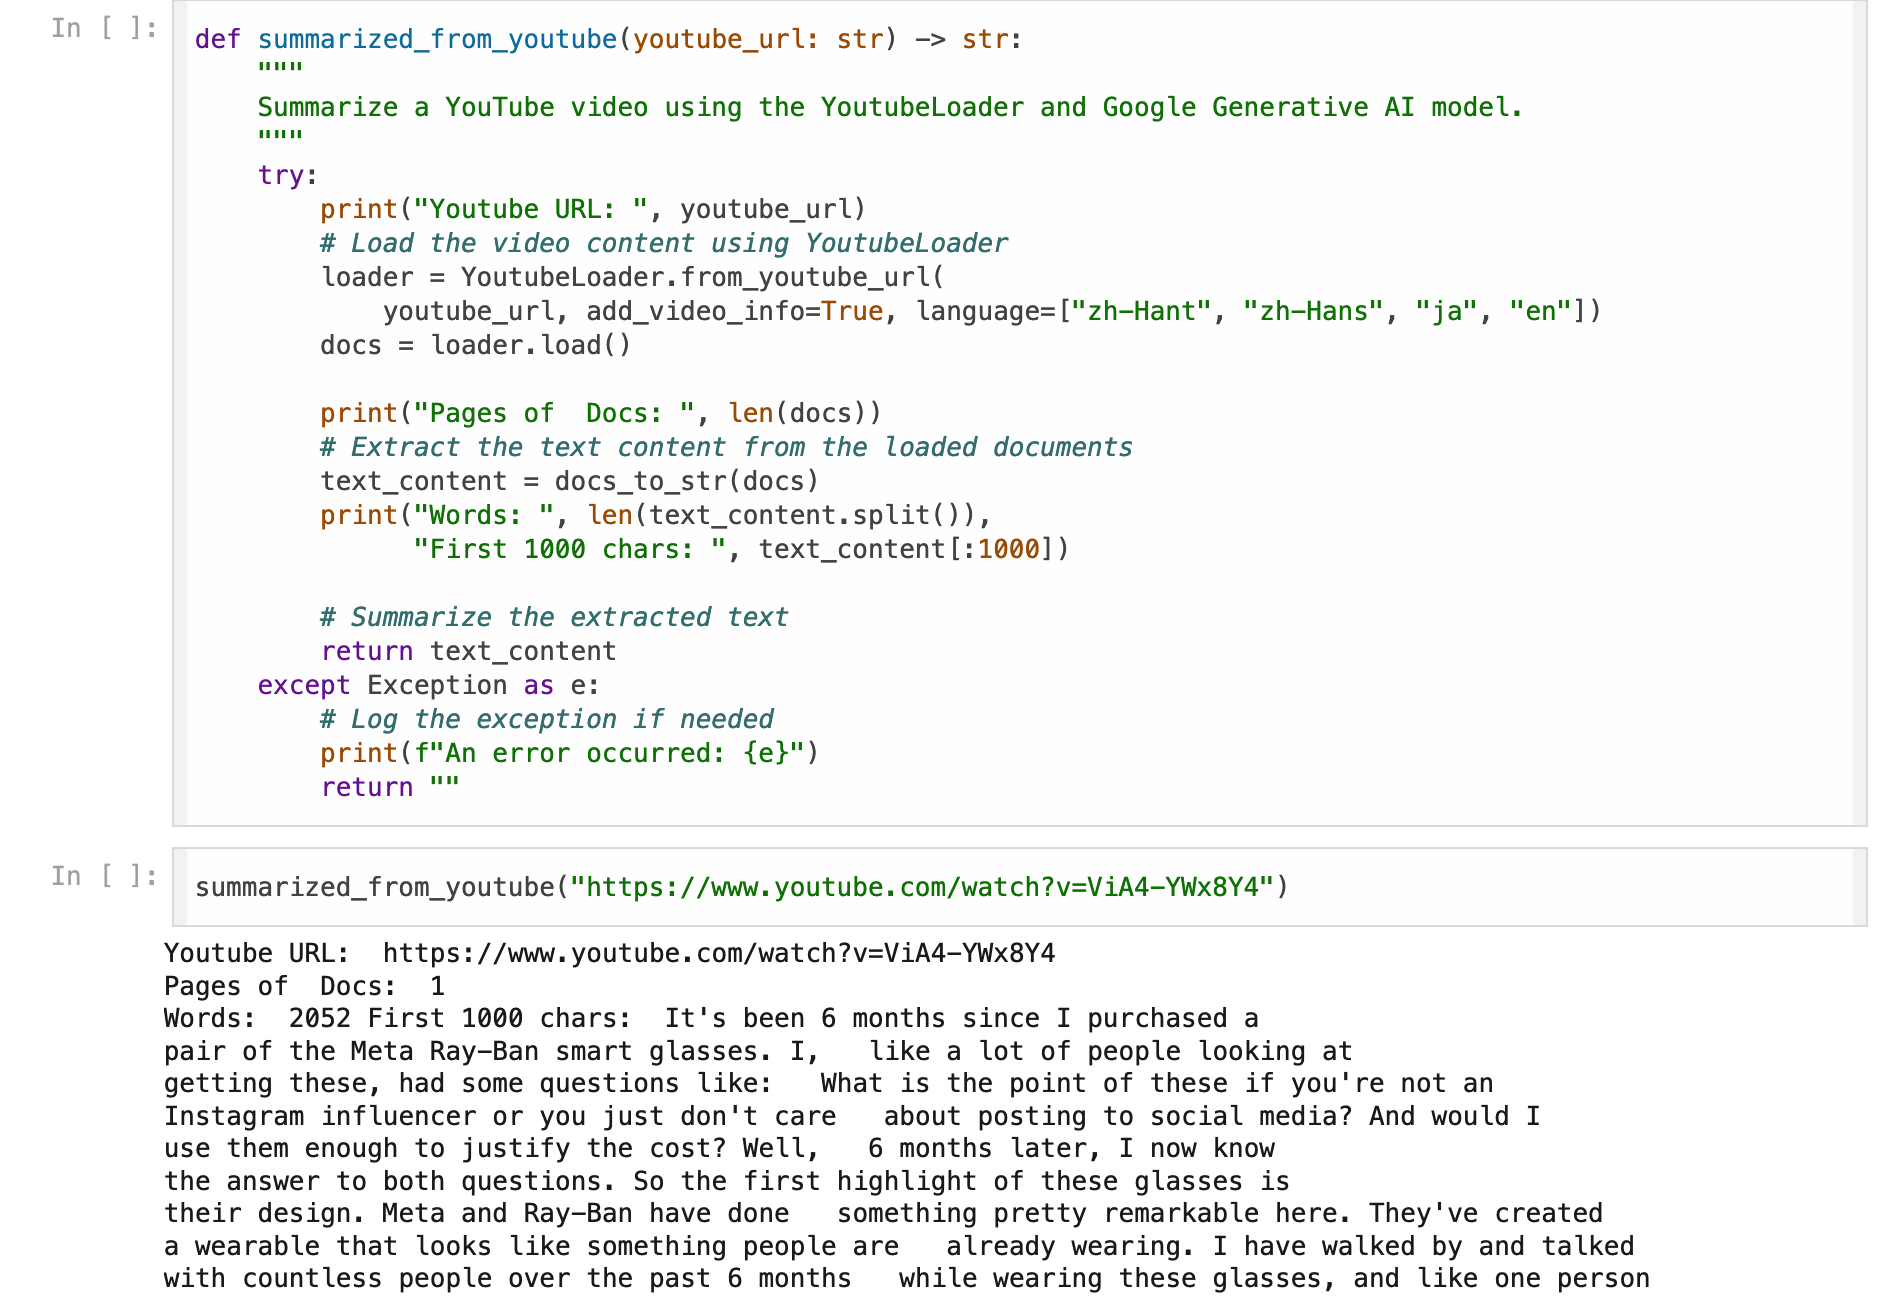 In [ ]:
def summarized_from_youtube(youtube_url: str) -> str:
    """
    Summarize a YouTube video using the YoutubeLoader and Google Generative AI model.
    """
    try:
        print("Youtube URL: ", youtube_url)
        # Load the video content using YoutubeLoader
        loader = YoutubeLoader.from_youtube_url(
            youtube_url, add_video_info=True, language=["zh-Hant", "zh-Hans", "ja", "en"])
        docs = loader.load()

        print("Pages of  Docs: ", len(docs))
        # Extract the text content from the loaded documents
        text_content = docs_to_str(docs)
        print("Words: ", len(text_content.split()),
              "First 1000 chars: ", text_content[:1000])

        # Summarize the extracted text
        return text_content
    except Exception as e:
        # Log the exception if needed
        print(f"An error occurred: {e}")
        return ""
In [ ]:
summarized_from_youtube("https://www.youtube.com/watch?v=ViA4-YWx8Y4")
Youtube URL:  https://www.youtube.com/watch?v=ViA4-YWx8Y4
Pages of  Docs:  1
Words:  2052 First 1000 chars:  It's been 6 months since I purchased a
pair of the Meta Ray-Ban smart glasses. I,   like a lot of people looking at
getting these, had some questions like:   What is the point of these if you're not an
Instagram influencer or you just don't care   about posting to social media? And would I
use them enough to justify the cost? Well,   6 months later, I now know
the answer to both questions. So the first highlight of these glasses is
their design. Meta and Ray-Ban have done   something pretty remarkable here. They've created
a wearable that looks like something people are   already wearing. I have walked by and talked
with countless people over the past 6 months   while wearing these glasses, and like one person